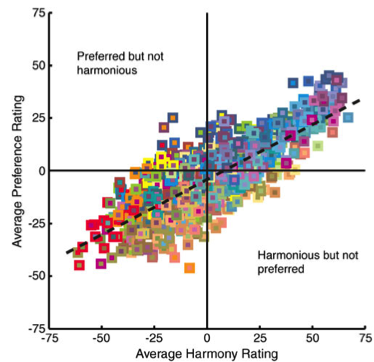 75
50
25
0
-25
-50
-75
Average Preference Rating
Preferred but not
harmonious
Harmonious but not
preferred
-75 -50 -25 0 25 50 75
Average Harmony Rating